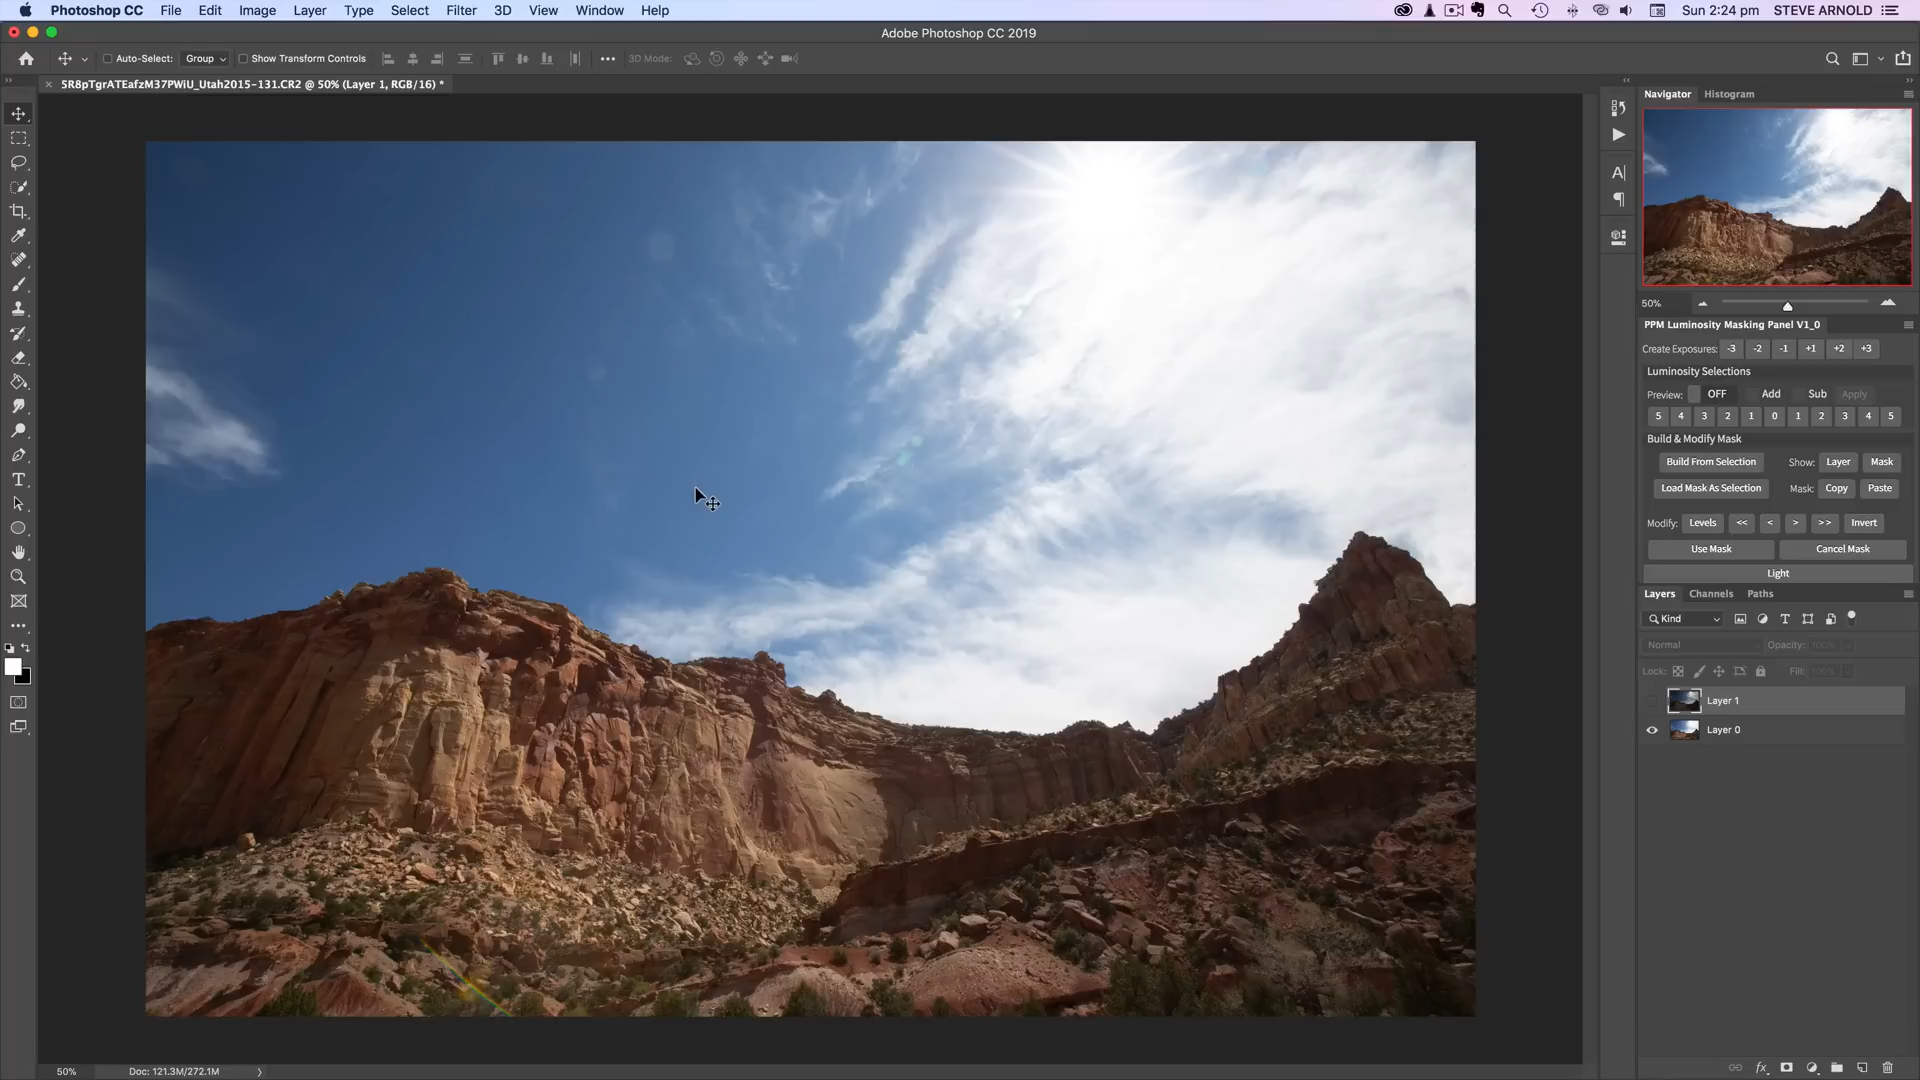 Photoshop CC File Edit Image Layer Type Select Filter 3D View Window Help Sun 2:24 pm STEVE ARNOLD
Adobe Photoshop CC 2019
Auto-Select: Group Show Transform Controls 3D Mode:
5R8pTgrATEafzM37PWiU_Utah2015-131.CR2 @ 50% (Layer 1, RGB/16) *
Navigator Histogram
50%
PPM Luminosity Masking Panel V1_0
Create Exposures: -3 -2 -1 +1 +2 +3
Luminosity Selections
Preview: OFF Add Sub Apply
5 4 3 2 1 0 1 2 3 4 5
Build & Modify Mask
Build From Selection Show: Layer Mask
Load Mask As Selection Mask: Copy Paste
Modify: Levels << < > >> Invert
Use Mask Cancel Mask
Light
Layers Channels Paths
Kind
Normal Opacity: 100%
Lock: Fill: 100%
Layer 1
Layer 0
50% Doc: 121.3M/272.1M